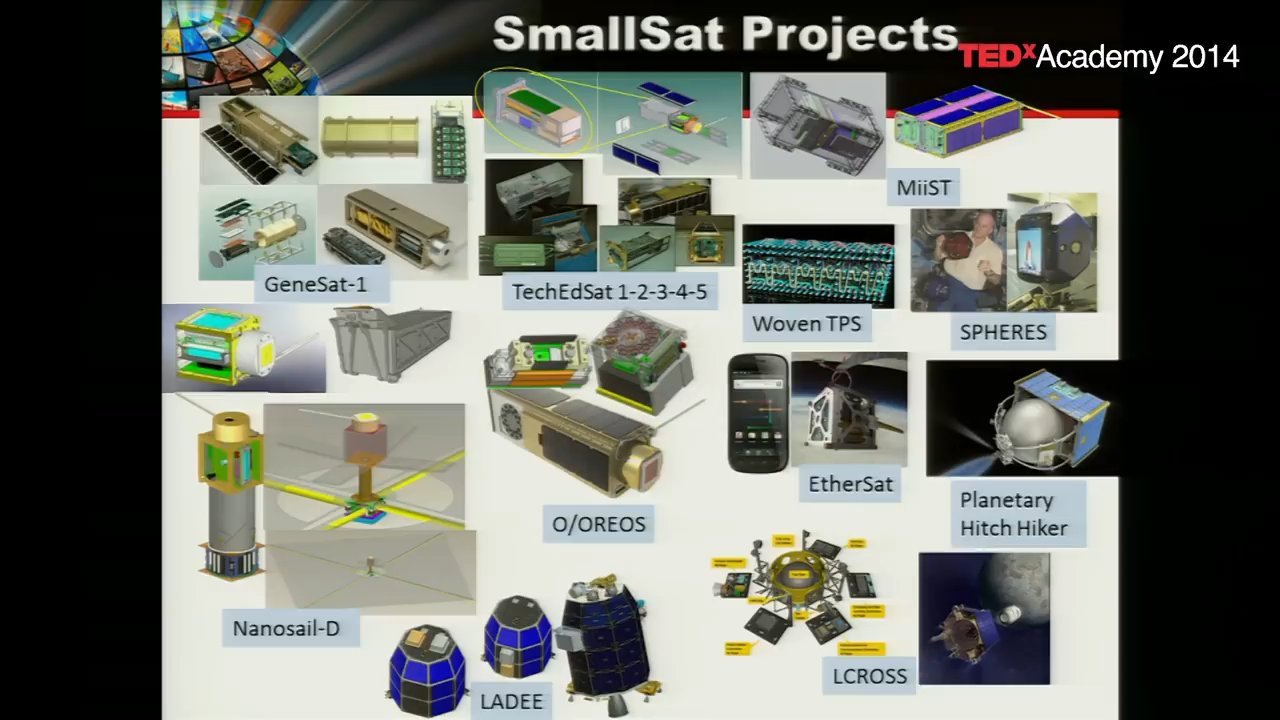 SmallSat Projects
TEDxAcademy 2014
MiiST
GeneSat-1
TechEdSat 1-2-3-4-5
Woven TPS
SPHERES
EtherSat
Planetary
Hitch Hiker
O/OREOS
Nanosail-D
LCROSS
LADEE